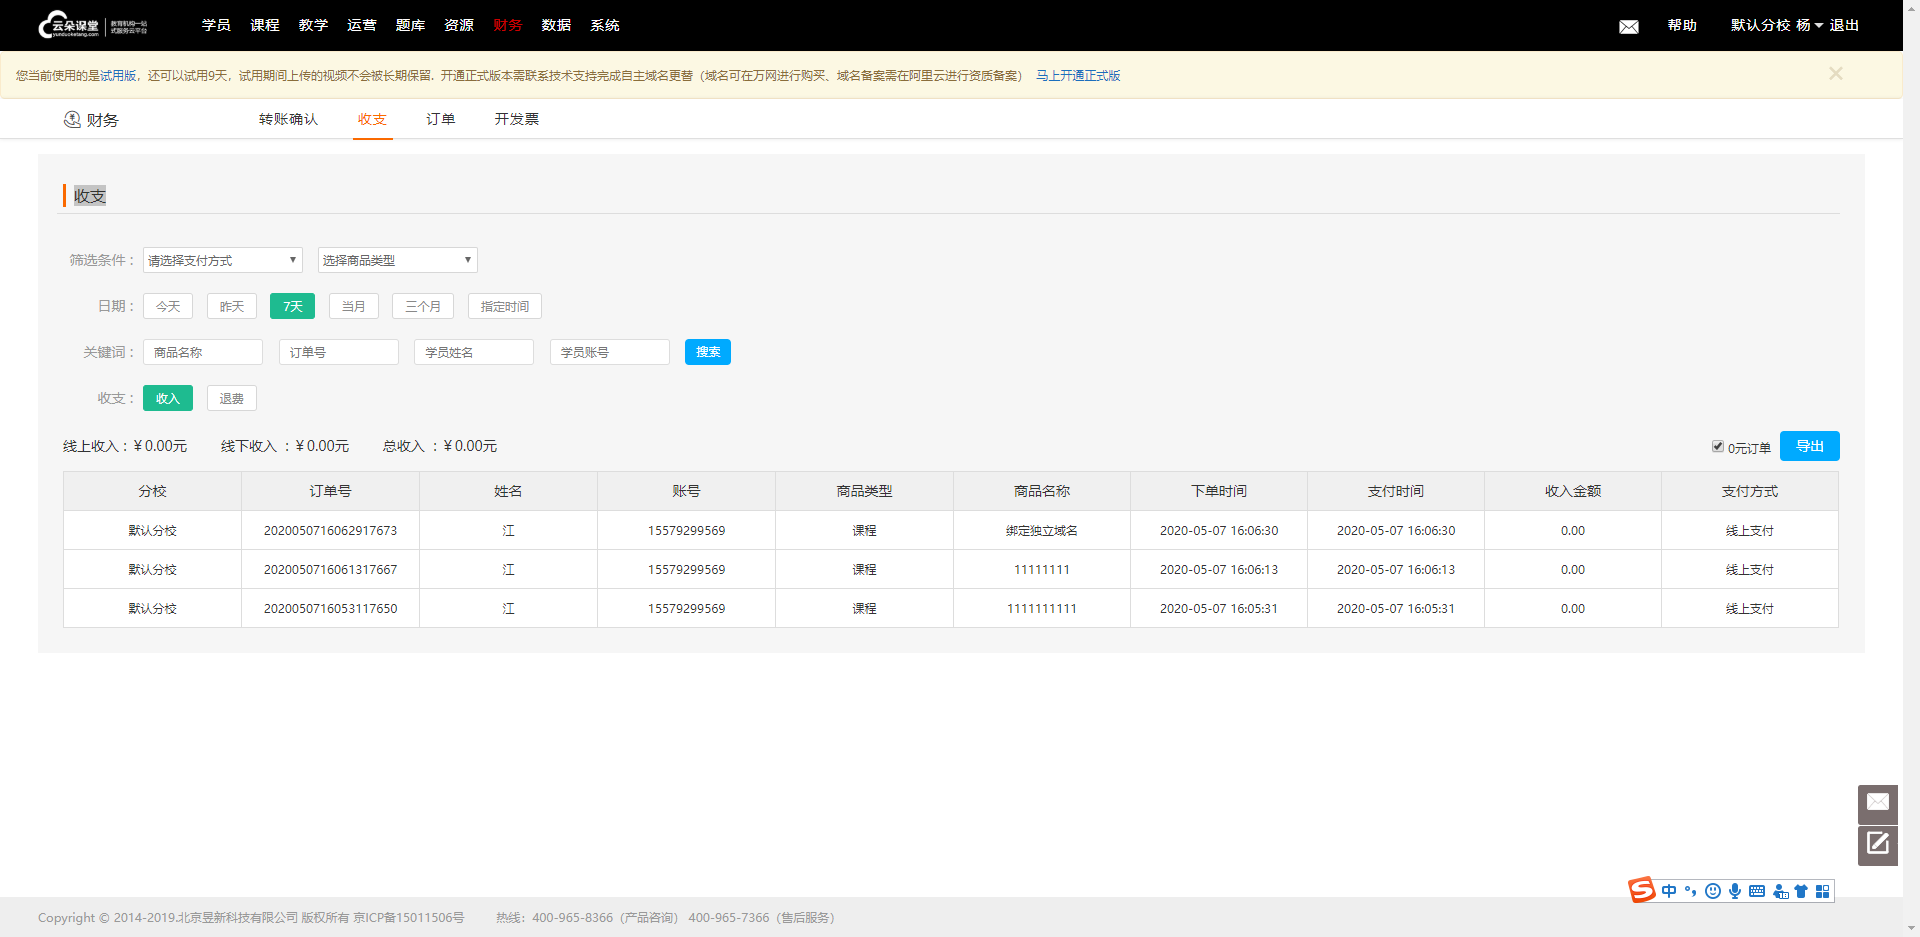 云朵课堂 教育机构一站
yunduoketang.com 式服务云平台
学员 课程 教学 运营 题库 资源 财务 数据 系统 帮助 默认分校 杨 退出
您当前使用的是试用版，还可以试用9天，试用期间上传的视频不会被长期保留. 开通正式版本需联系技术支持完成自主域名更替（域名可在万网进行购买、域名备案需在阿里云进行资质备案） 马上开通正式版 ×
财务 转账确认 收支 订单 开发票
收支
筛选条件： 请选择支付方式 选择商品类型
日期： 今天 昨天 7天 当月 三个月 指定时间
关键词： 商品名称 订单号 学员姓名 学员账号 搜索
收支： 收入 退费
线上收入：¥ 0.00元 线下收入 ：¥ 0.00元 总收入 ：¥ 0.00元 0元订单 导出
分校 订单号 姓名 账号 商品类型 商品名称 下单时间 支付时间 收入金额 支付方式
默认分校 2020050716062917673 江 15579299569 课程 绑定独立域名 2020-05-07 16:06:30 2020-05-07 16:06:30 0.00 线上支付
默认分校 2020050716061317667 江 15579299569 课程 11111111 2020-05-07 16:06:13 2020-05-07 16:06:13 0.00 线上支付
默认分校 2020050716053117650 江 15579299569 课程 1111111111 2020-05-07 16:05:31 2020-05-07 16:05:31 0.00 线上支付
S 中
Copyright © 2014-2019.北京昱新科技有限公司 版权所有 京ICP备15011506号 热线：400-965-8366（产品咨询） 400-965-7366（售后服务）